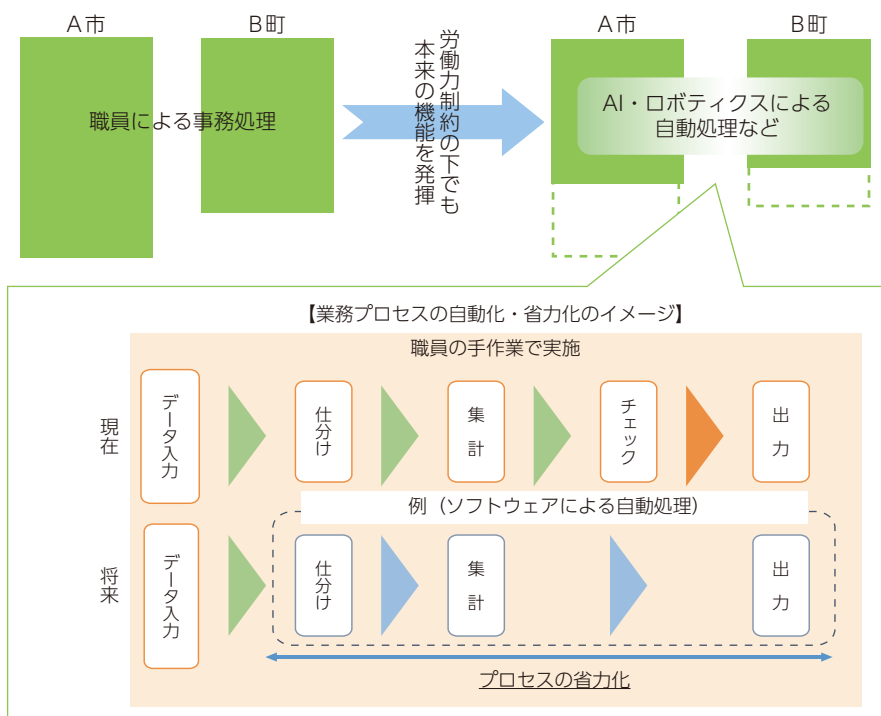 A市
B町
職員による事務処理
労働力制約の下でも
本来の機能を発揮
A市
B町
AI・ロボティクスによる
自動処理など
【業務プロセスの自動化・省力化のイメージ】
職員の手作業で実施
現在
データ入力
仕分け
集計
チェック
出力
例（ソフトウェアによる自動処理）
将来
データ入力
仕分け
集計
出力
プロセスの省力化